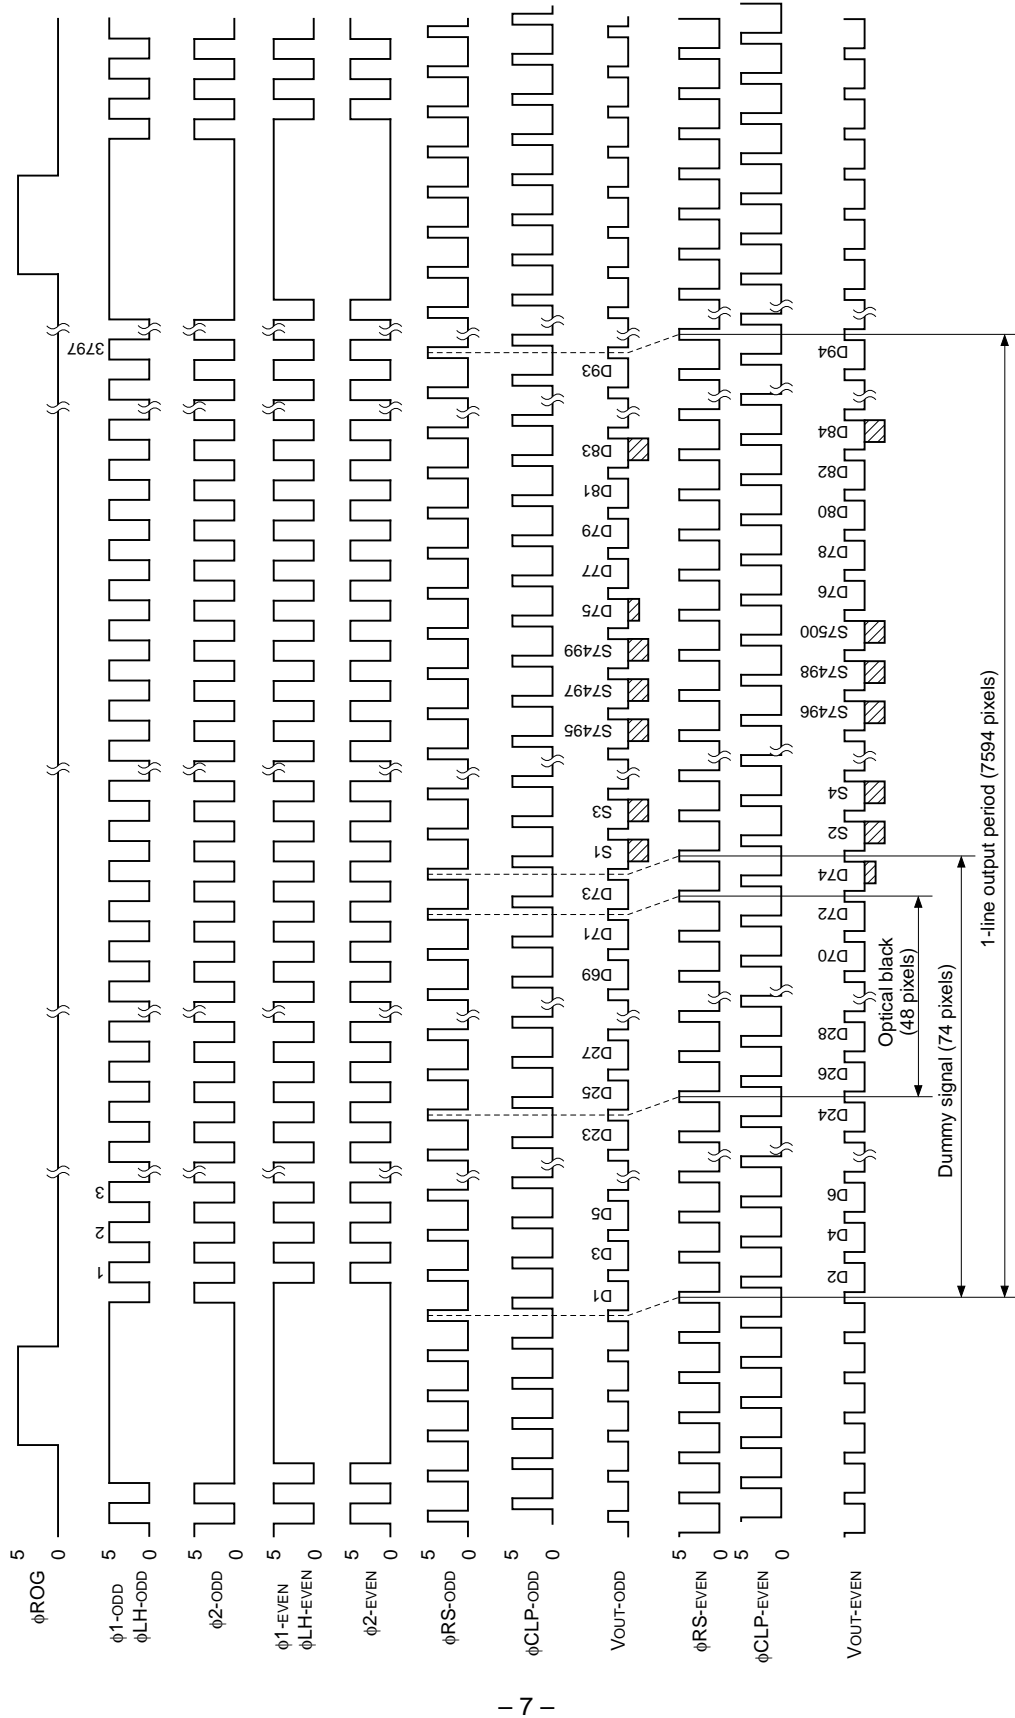 φROG
5
0
φ1-ODD
φLH-ODD
5
0
1
2
3
3797
φ2-ODD
5
0
φ1-EVEN
φLH-EVEN
5
0
φ2-EVEN
5
0
φRS-ODD
5
0
φCLP-ODD
5
0
VOUT-ODD
D1
D3
D5
D23
D25
D27
D69
D71
D73
S1
S3
S7495
S7497
S7499
D75
D77
D79
D81
D83
D93
φRS-EVEN
5
0
φCLP-EVEN
5
0
VOUT-EVEN
D2
D4
D6
D24
D26
D28
D70
D72
D74
S2
S4
S7496
S7498
S7500
D76
D78
D80
D82
D84
D94
Optical black
(48 pixels)
Dummy signal (74 pixels)
1-line output period (7594 pixels)
– 7 –